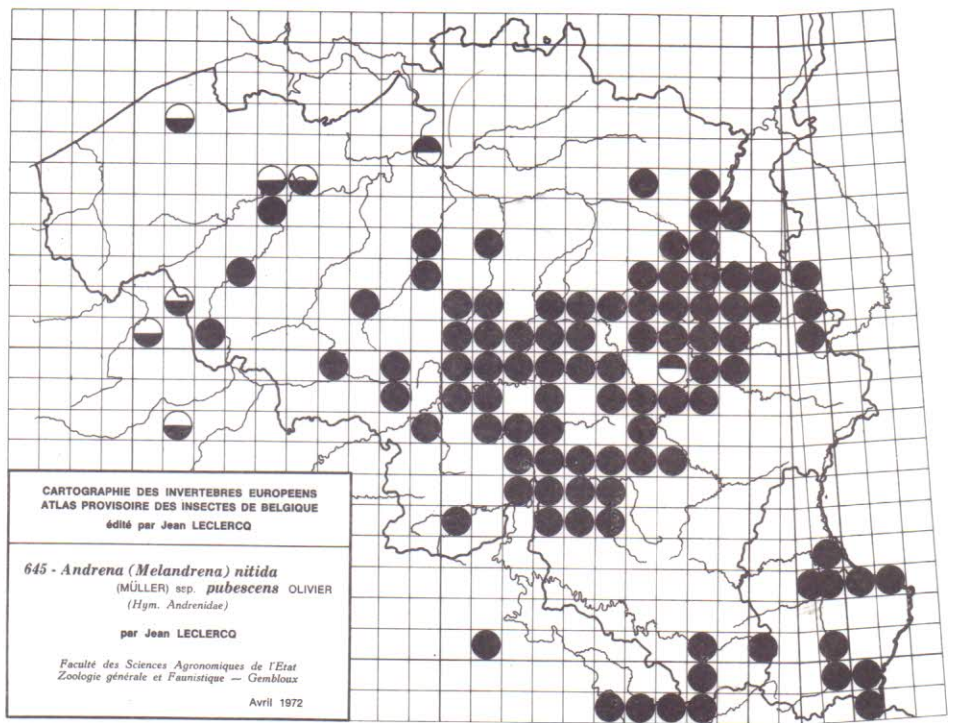 CARTOGRAPHIE DES INVERTEBRES EUROPEENS
ATLAS PROVISOIRE DES INSECTES DE BELGIQUE
édité par Jean LECLERCQ
645 - Andrena (Melandrena) nitida
(MÜLLER) ssp. pubescens OLIVIER
(Hym. Andrenidae)
par Jean LECLERCQ
Faculté des Sciences Agronomiques de l'Etat
Zoologie générale et Faunistique — Gembloux
Avril 1972